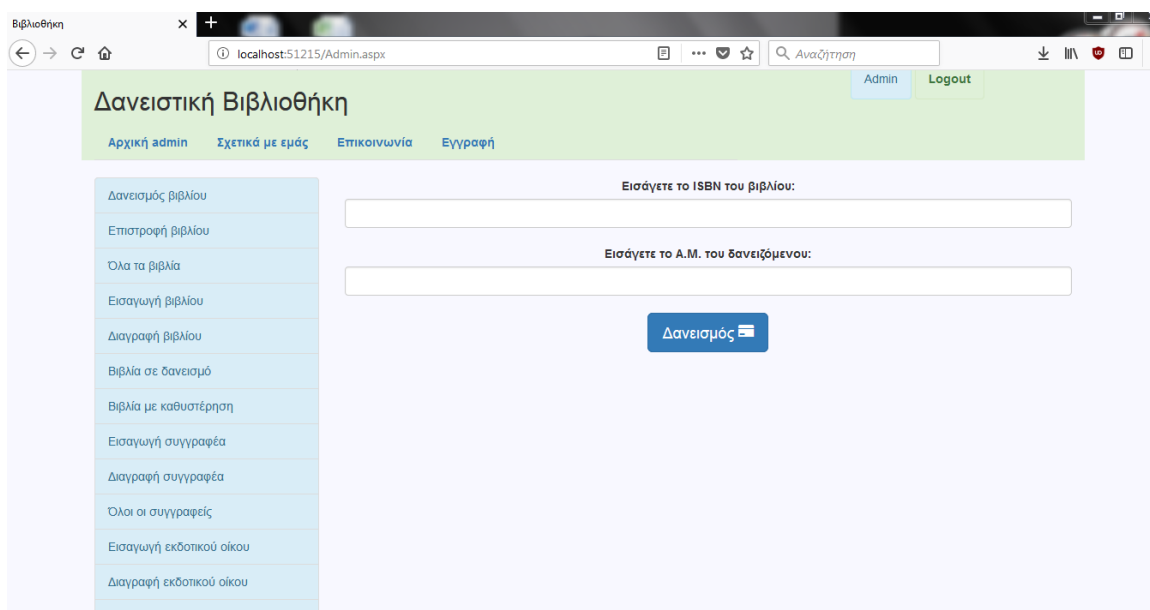 Βιβλιοθήκη
localhost:51215/Admin.aspx
Αναζήτηση
Admin
Logout
Δανειστική Βιβλιοθήκη
Αρχική admin
Σχετικά με εμάς
Επικοινωνία
Εγγραφή
Δανεισμός βιβλίου
Επιστροφή βιβλίου
Όλα τα βιβλία
Εισαγωγή βιβλίου
Διαγραφή βιβλίου
Βιβλία σε δανεισμό
Βιβλία με καθυστέρηση
Εισαγωγή συγγραφέα
Διαγραφή συγγραφέα
Όλοι οι συγγραφείς
Εισαγωγή εκδοτικού οίκου
Διαγραφή εκδοτικού οίκου
Εισάγετε το ISBN του βιβλίου:
Εισάγετε το Α.Μ. του δανειζόμενου:
Δανεισμός